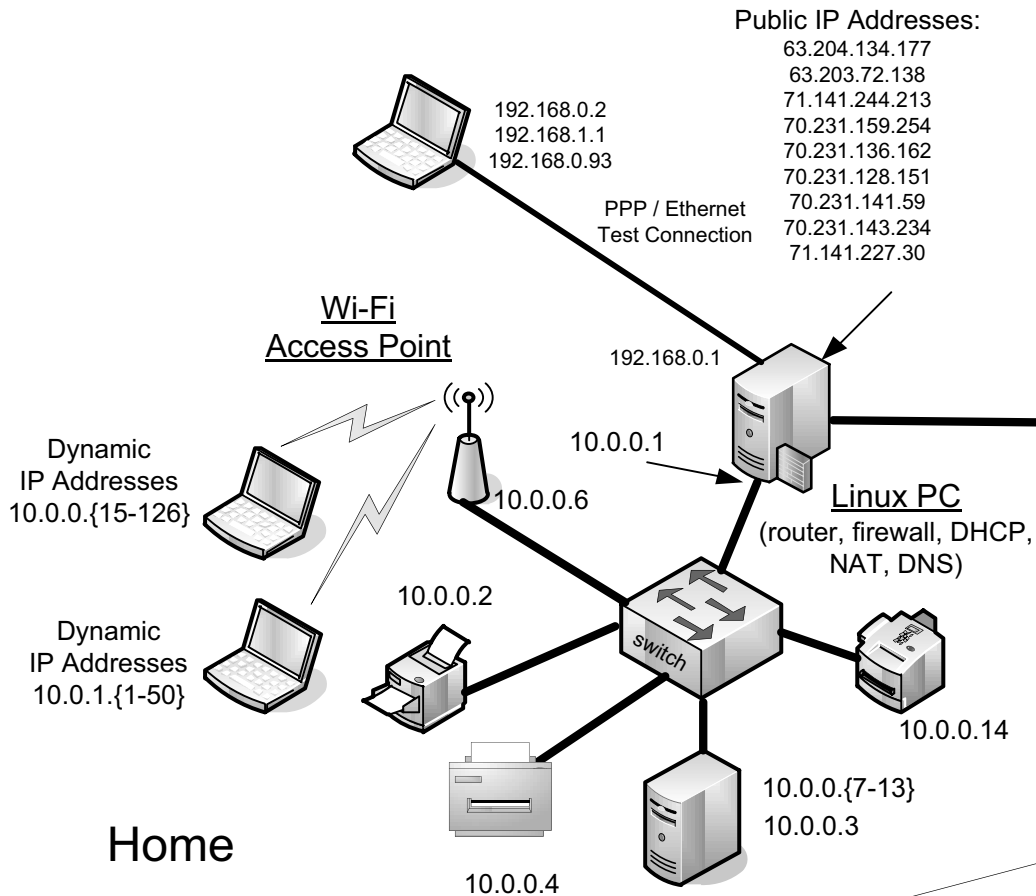 Public IP Addresses:
63.204.134.177
63.203.72.138
71.141.244.213
70.231.159.254
70.231.136.162
70.231.128.151
70.231.141.59
70.231.143.234
71.141.227.30
192.168.0.2
192.168.1.1
192.168.0.93
PPP / Ethernet
Test Connection
Wi-Fi
Access Point
192.168.0.1
10.0.0.1
Dynamic
IP Addresses
10.0.0.{15-126}
10.0.0.6
Linux PC
(router, firewall, DHCP,
NAT, DNS)
10.0.0.2
Dynamic
IP Addresses
10.0.1.{1-50}
switch
10.0.0.14
10.0.0.{7-13}
10.0.0.3
Home
10.0.0.4